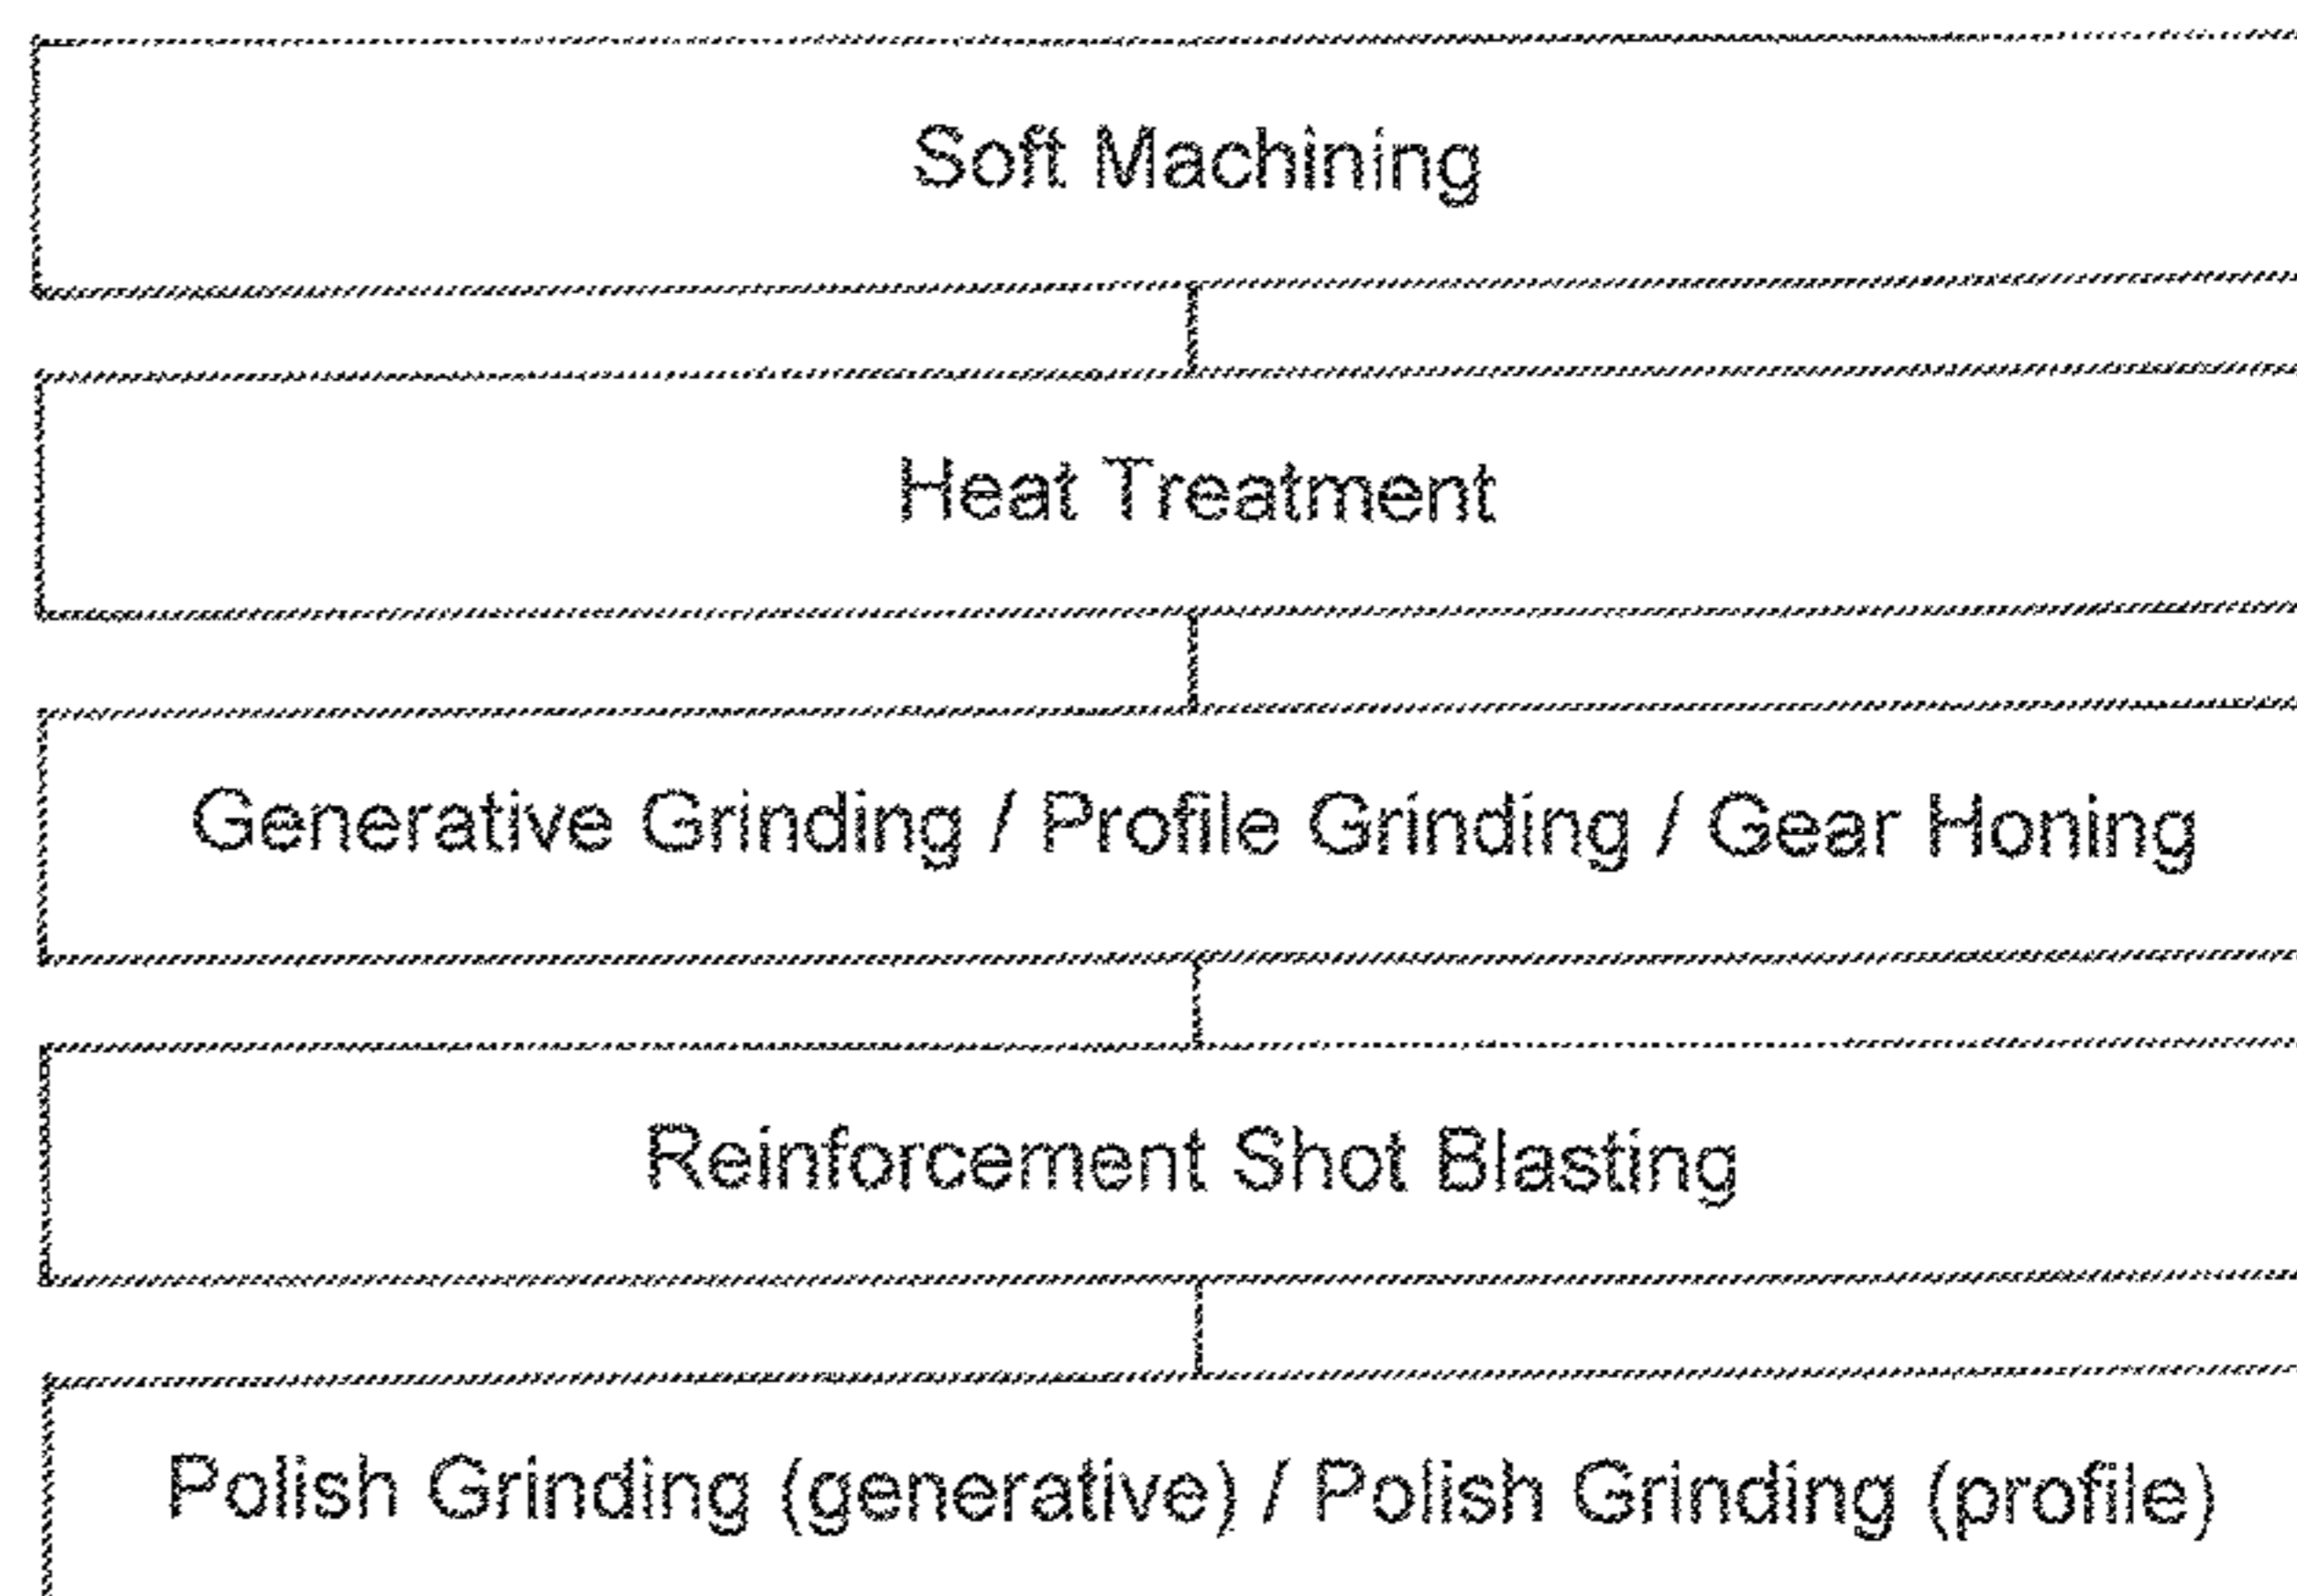 Soft Machining
Heat Treatment
Generative Grinding / Profile Grinding / Gear Honing
Reinforcement Shot Blasting
Polish Grinding (generative) / Polish Grinding (profile)